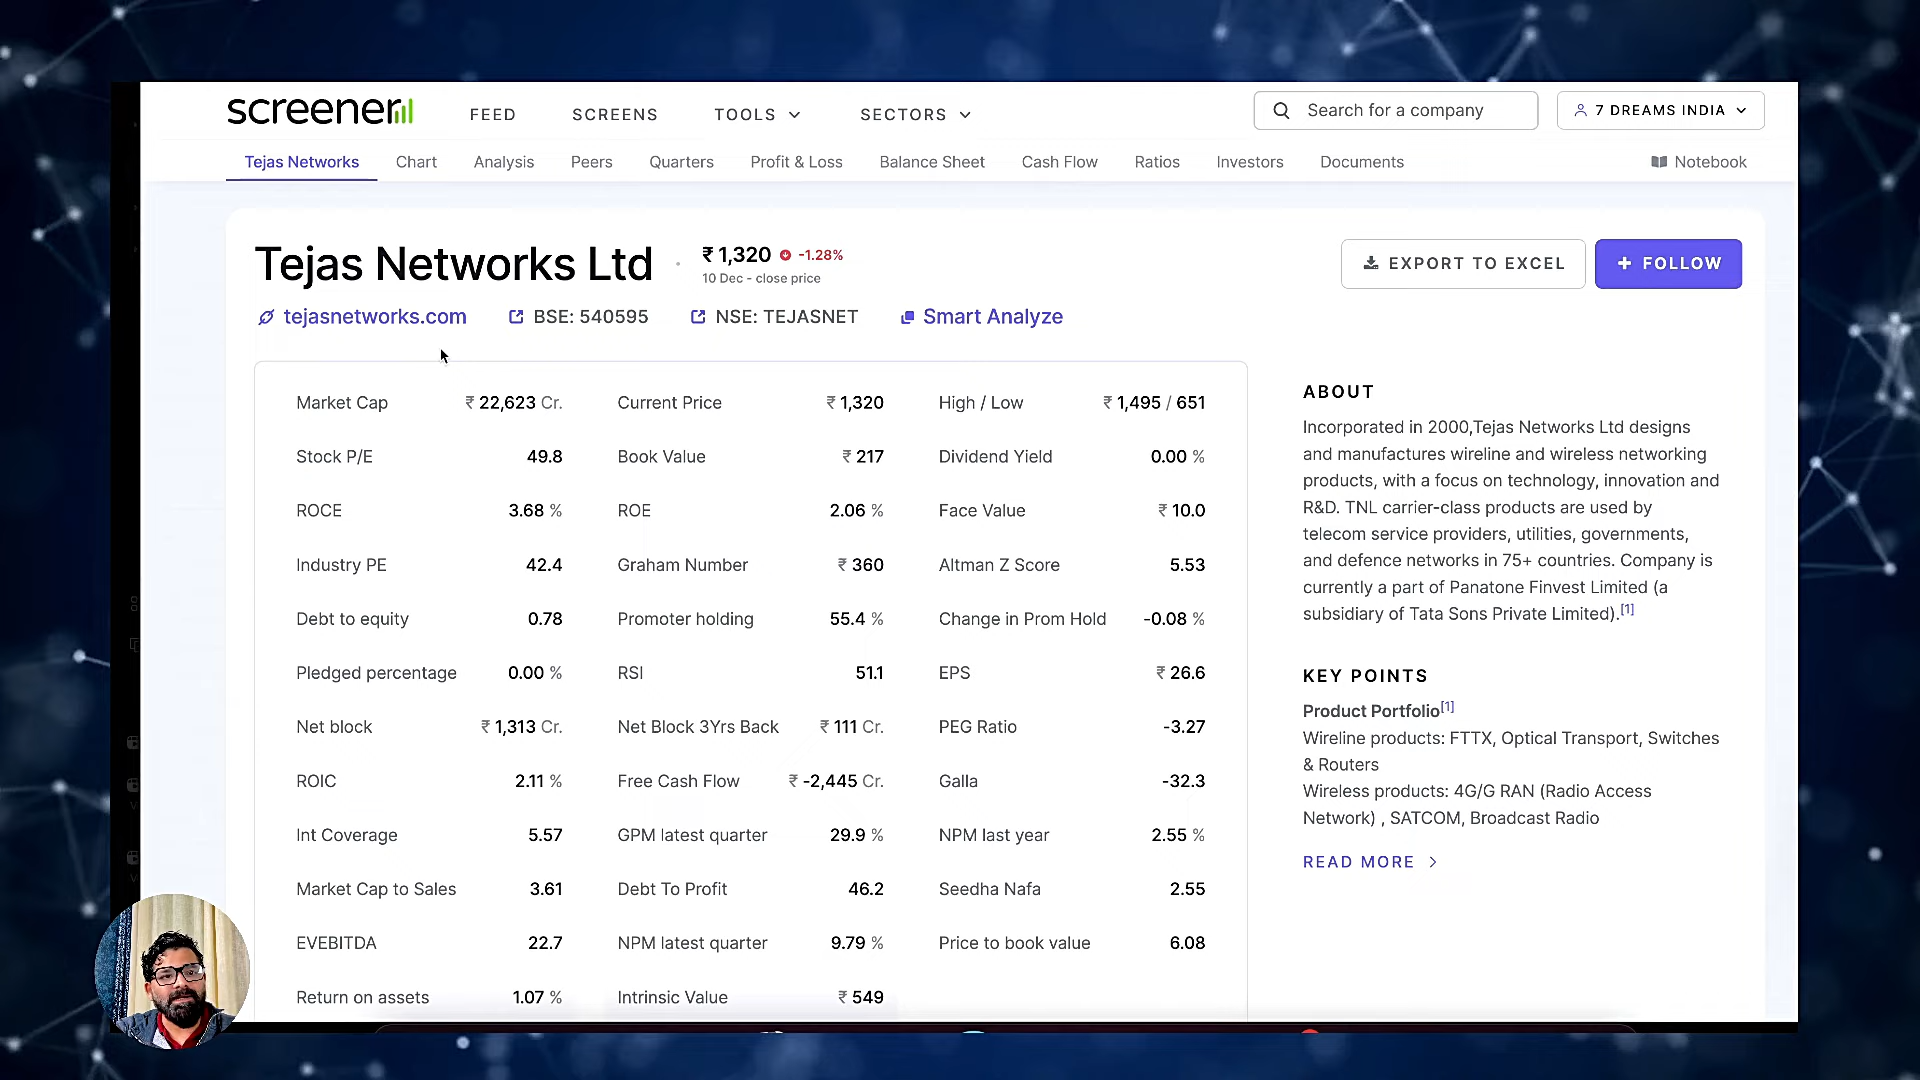 screener
FEED
SCREENS
TOOLS
SECTORS
Search for a company
7 DREAMS INDIA
Tejas Networks
Chart
Analysis
Peers
Quarters
Profit & Loss
Balance Sheet
Cash Flow
Ratios
Investors
Documents
Notebook
Tejas Networks Ltd
₹ 1,320 -1.28%
10 Dec - close price
EXPORT TO EXCEL
+ FOLLOW
tejasnetworks.com
BSE: 540595
NSE: TEJASNET
Smart Analyze
Market Cap ₹ 22,623 Cr.
Current Price ₹ 1,320
High / Low ₹ 1,495 / 651
Stock P/E 49.8
Book Value ₹ 217
Dividend Yield 0.00 %
ROCE 3.68 %
ROE 2.06 %
Face Value ₹ 10.0
Industry PE 42.4
Graham Number ₹ 360
Altman Z Score 5.53
Debt to equity 0.78
Promoter holding 55.4 %
Change in Prom Hold -0.08 %
Pledged percentage 0.00 %
RSI 51.1
EPS ₹ 26.6
Net block ₹ 1,313 Cr.
Net Block 3Yrs Back ₹ 111 Cr.
PEG Ratio -3.27
ROIC 2.11 %
Free Cash Flow ₹ -2,445 Cr.
Galla -32.3
Int Coverage 5.57
GPM latest quarter 29.9 %
NPM last year 2.55 %
Market Cap to Sales 3.61
Debt To Profit 46.2
Seedha Nafa 2.55
EVEBITDA 22.7
NPM latest quarter 9.79 %
Price to book value 6.08
Return on assets 1.07 %
Intrinsic Value ₹ 549
ABOUT
Incorporated in 2000,Tejas Networks Ltd designs
and manufactures wireline and wireless networking
products, with a focus on technology, innovation and
R&D. TNL carrier-class products are used by
telecom service providers, utilities, governments,
and defence networks in 75+ countries. Company is
currently a part of Panatone Finvest Limited (a
subsidiary of Tata Sons Private Limited).[1]
KEY POINTS
Product Portfolio[1]
Wireline products: FTTX, Optical Transport, Switches
& Routers
Wireless products: 4G/G RAN (Radio Access
Network) , SATCOM, Broadcast Radio
READ MORE